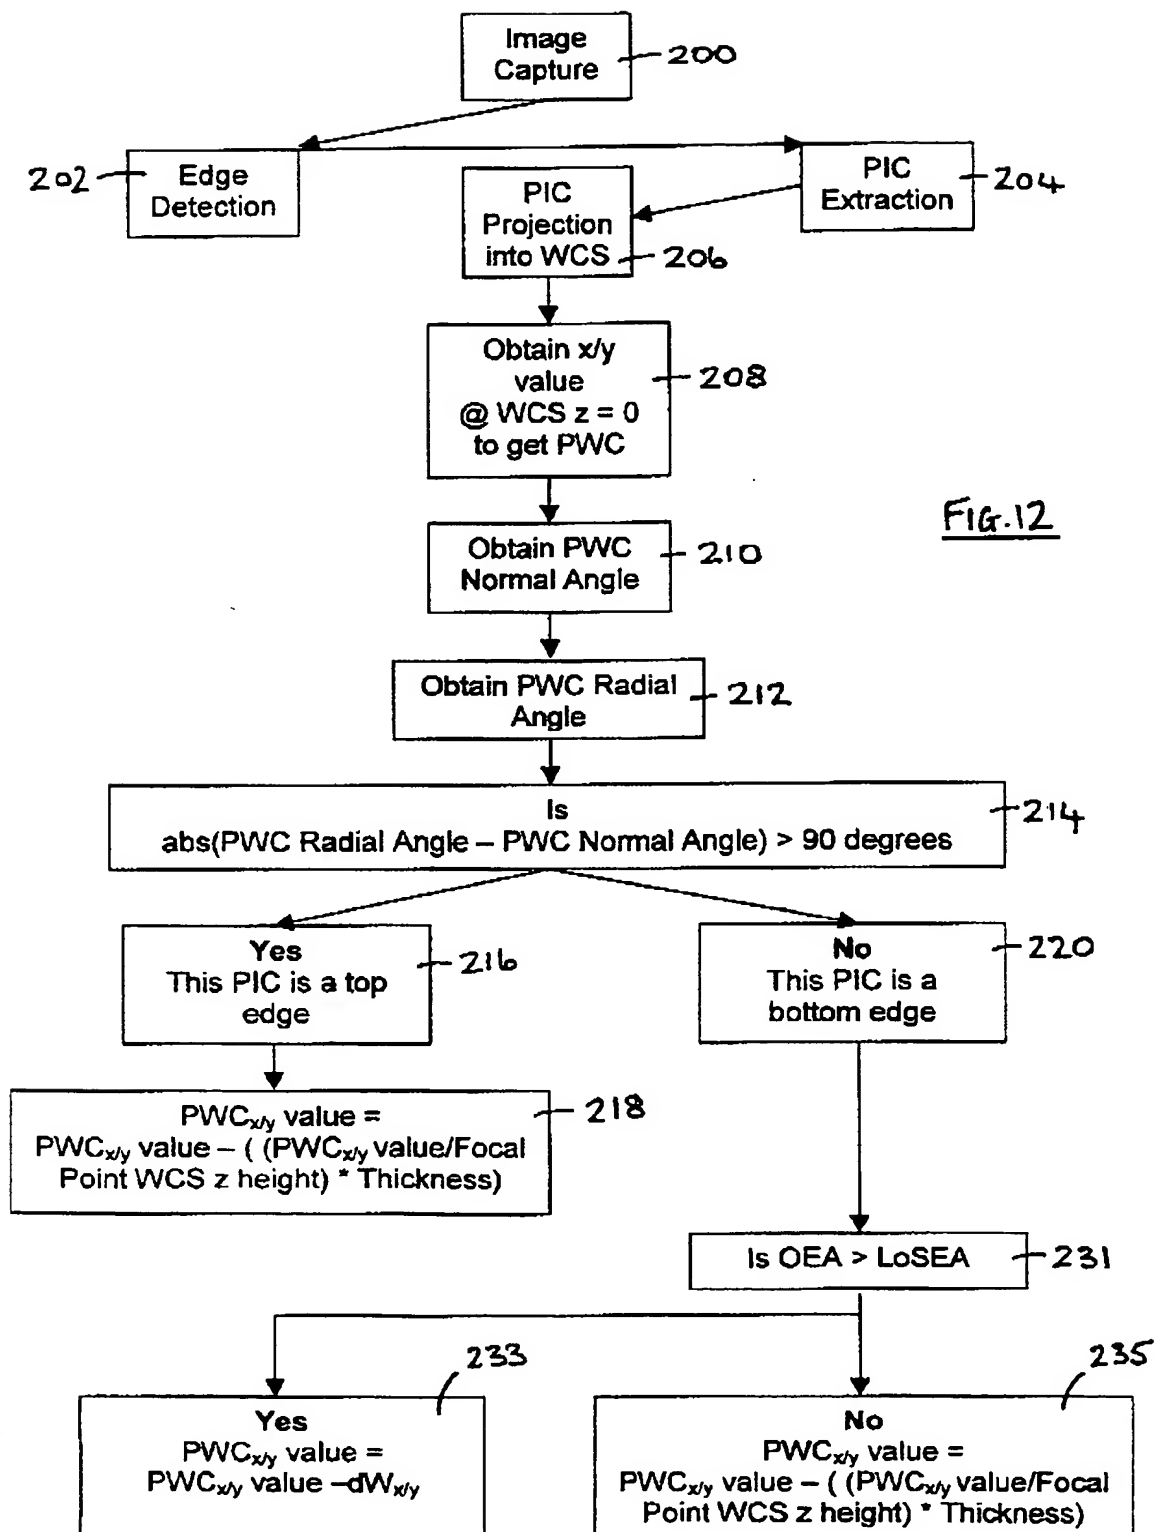 Image
Capture
200
202
Edge
Detection
PIC
Extraction
204
PIC
Projection
into WCS
206
Obtain x/y
value
@ WCS z = 0
to get PWC
208
FIG.12
Obtain PWC
Normal Angle
210
Obtain PWC Radial
Angle
212
Is
abs(PWC Radial Angle – PWC Normal Angle) > 90 degrees
214
Yes
This PIC is a top
edge
216
No
This PIC is a
bottom edge
220
PWCx/y value =
PWCx/y value – ( (PWCx/y value/Focal
Point WCS z height) * Thickness)
218
Is OEA > LoSEA
231
233
Yes
PWCx/y value =
PWCx/y value –dWx/y
235
No
PWCx/y value =
PWCx/y value – ( (PWCx/y value/Focal
Point WCS z height) * Thickness)